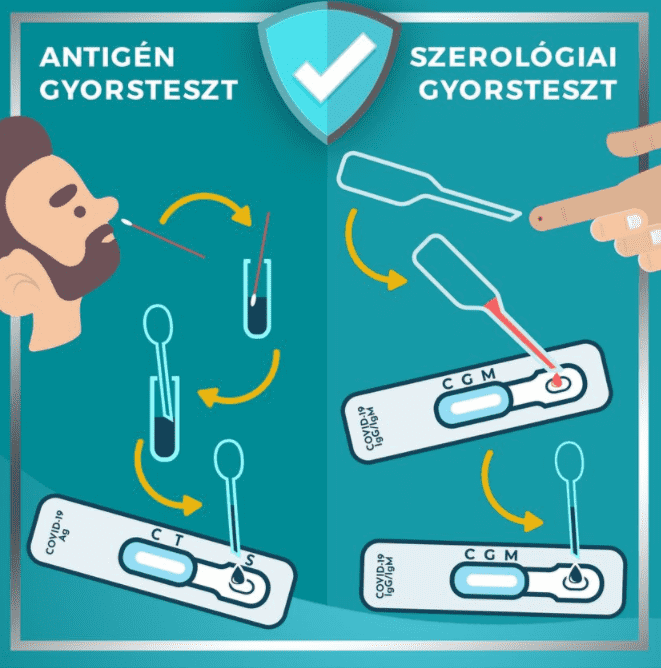 ANTIGÉN
GYORSTESZT
SZEROLÓGIAI
GYORSTESZT
C G M
COVID-19
IgG/IgM
COVID-19
Ag
C T
S
C G M
COVID-19
IgG/IgM